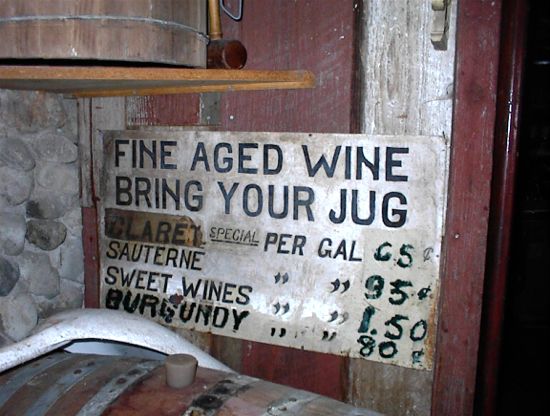 FINE AGED WINE
BRING YOUR JUG
CLARET SPECIAL PER GAL 65¢
SAUTERNE " " 95¢
SWEET WINES " " 1.50
BURGUNDY " " 80¢